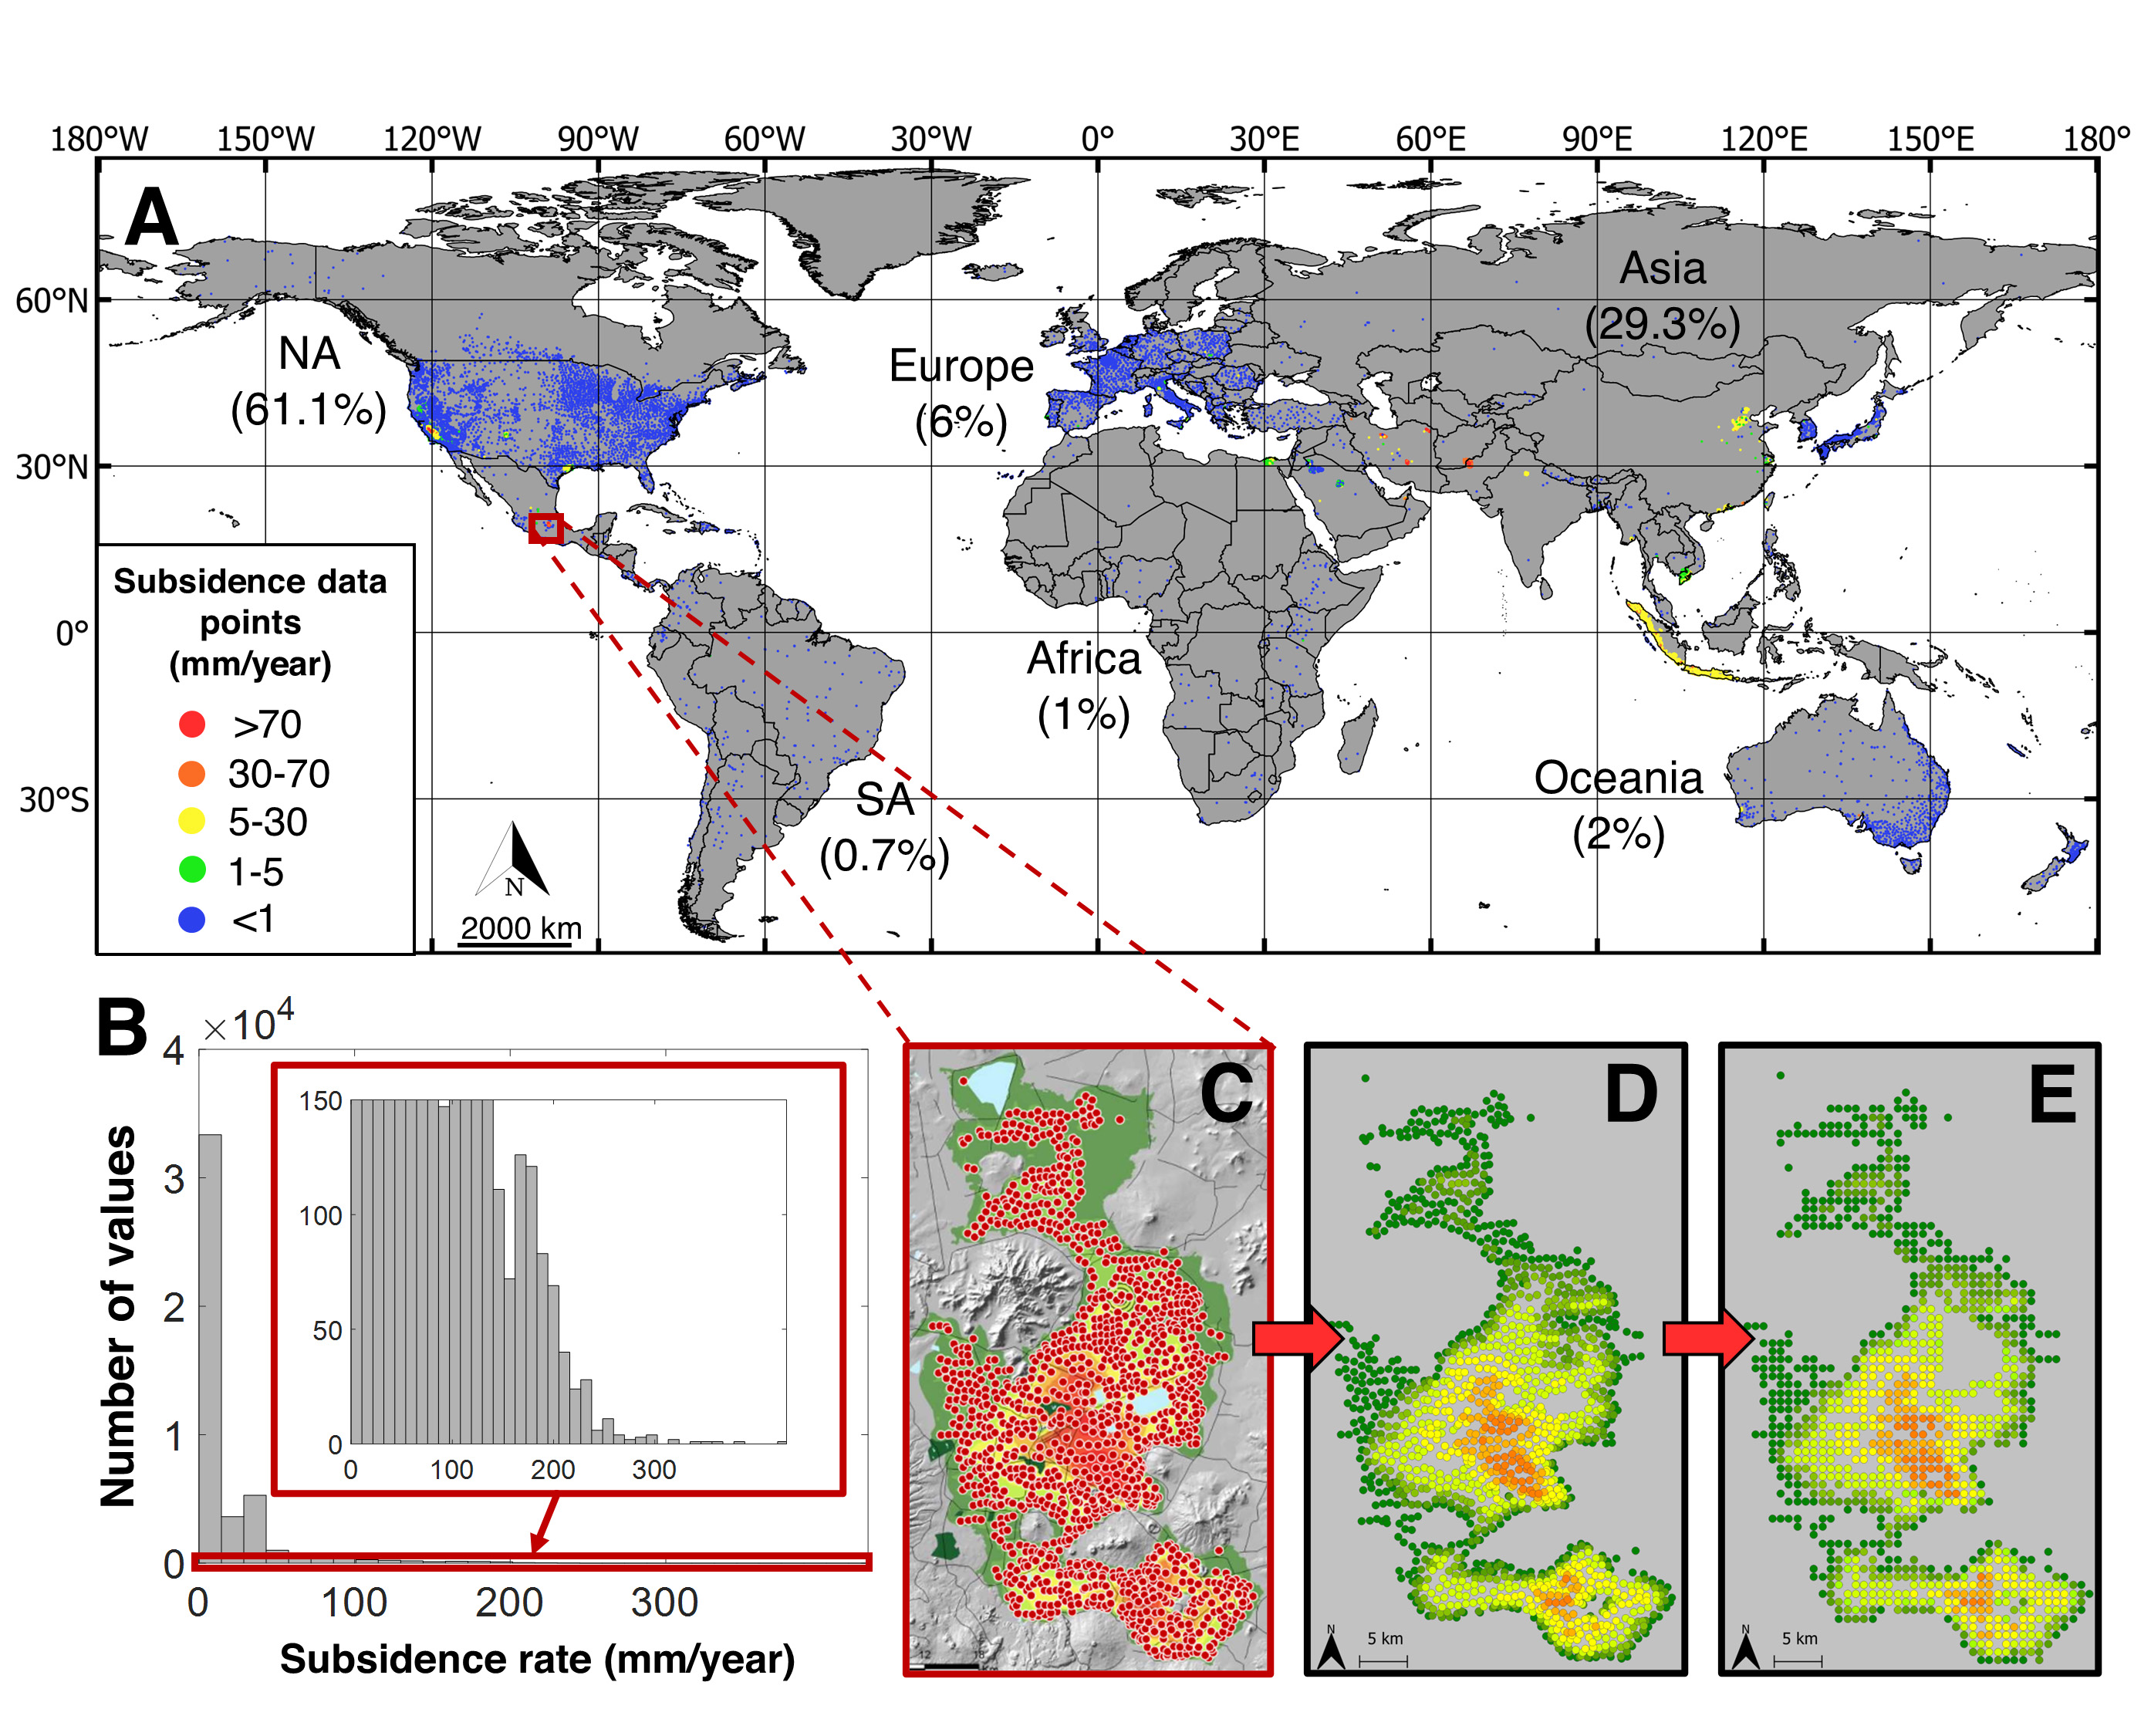 180°W 150°W 120°W 90°W 60°W 30°W 0° 30°E 60°E 90°E 120°E 150°E 180°
A
60°N
30°N
0°
30°S
NA
(61.1%)
Europe
(6%)
Asia
(29.3%)
Africa
(1%)
SA
(0.7%)
Oceania
(2%)
Subsidence data
points
(mm/year)
>70
30-70
5-30
1-5
<1
N
2000 km
B
×10⁴
4
3
2
1
0
Number of values
0 100 200 300
Subsidence rate (mm/year)
150
100
50
0
0 100 200 300
C
12
D
N
5 km
E
N
5 km